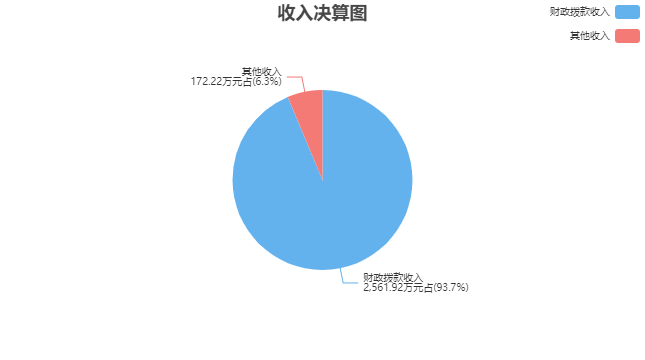 收入决算图
财政拨款收入
其他收入
其他收入
172.22万元占(6.3%)
财政拨款收入
2,561.92万元占(93.7%)